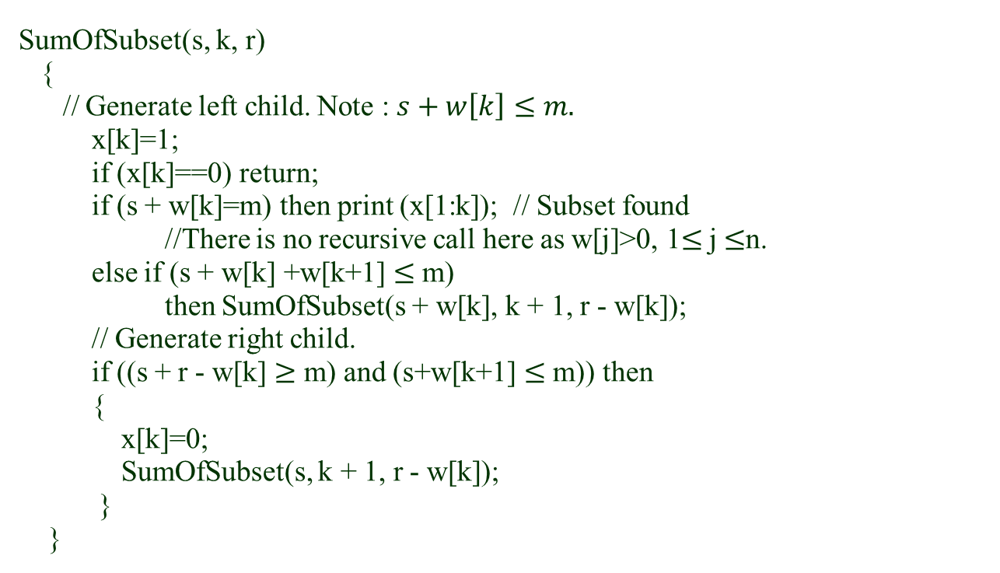 SumOfSubset(s, k, r)
{
// Generate left child. Note : s + w[k] ≤ m.
x[k]=1;
if (x[k]==0) return;
if (s + w[k]=m) then print (x[1:k]); // Subset found
//There is no recursive call here as w[j]>0, 1≤ j ≤n.
else if (s + w[k] +w[k+1] ≤ m)
then SumOfSubset(s + w[k], k + 1, r - w[k]);
// Generate right child.
if ((s + r - w[k] ≥ m) and (s+w[k+1] ≤ m)) then
{
x[k]=0;
SumOfSubset(s, k + 1, r - w[k]);
}
}